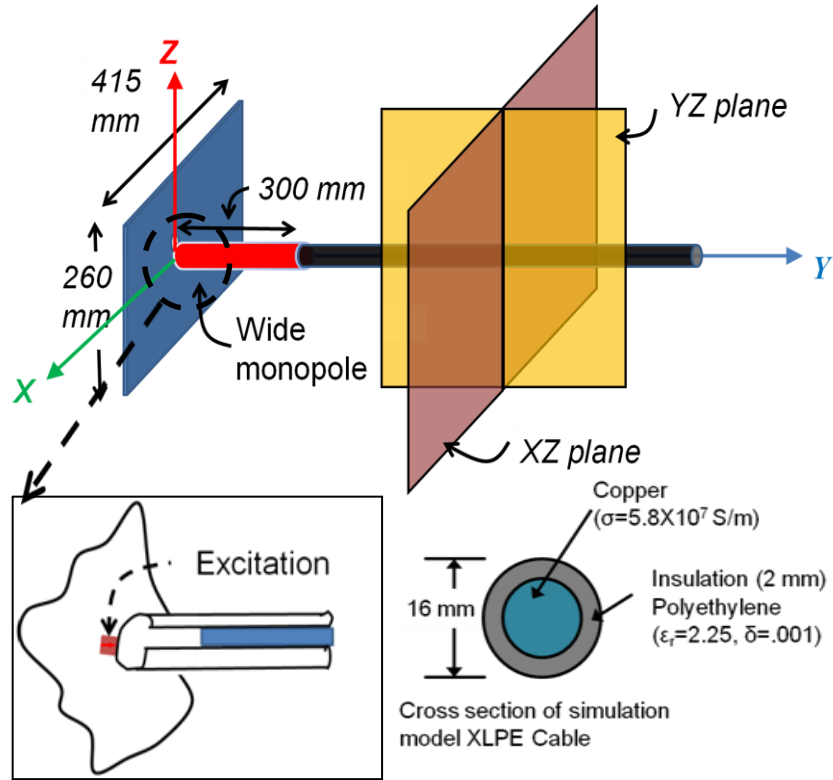 Z
415
mm
YZ plane
300 mm
260
mm
Y
Wide
monopole
X
XZ plane
Excitation
Copper
(σ=5.8X10⁷ S/m)
16 mm
Insulation (2 mm)
Polyethylene
(εr=2.25, δ=.001)
Cross section of simulation
model XLPE Cable